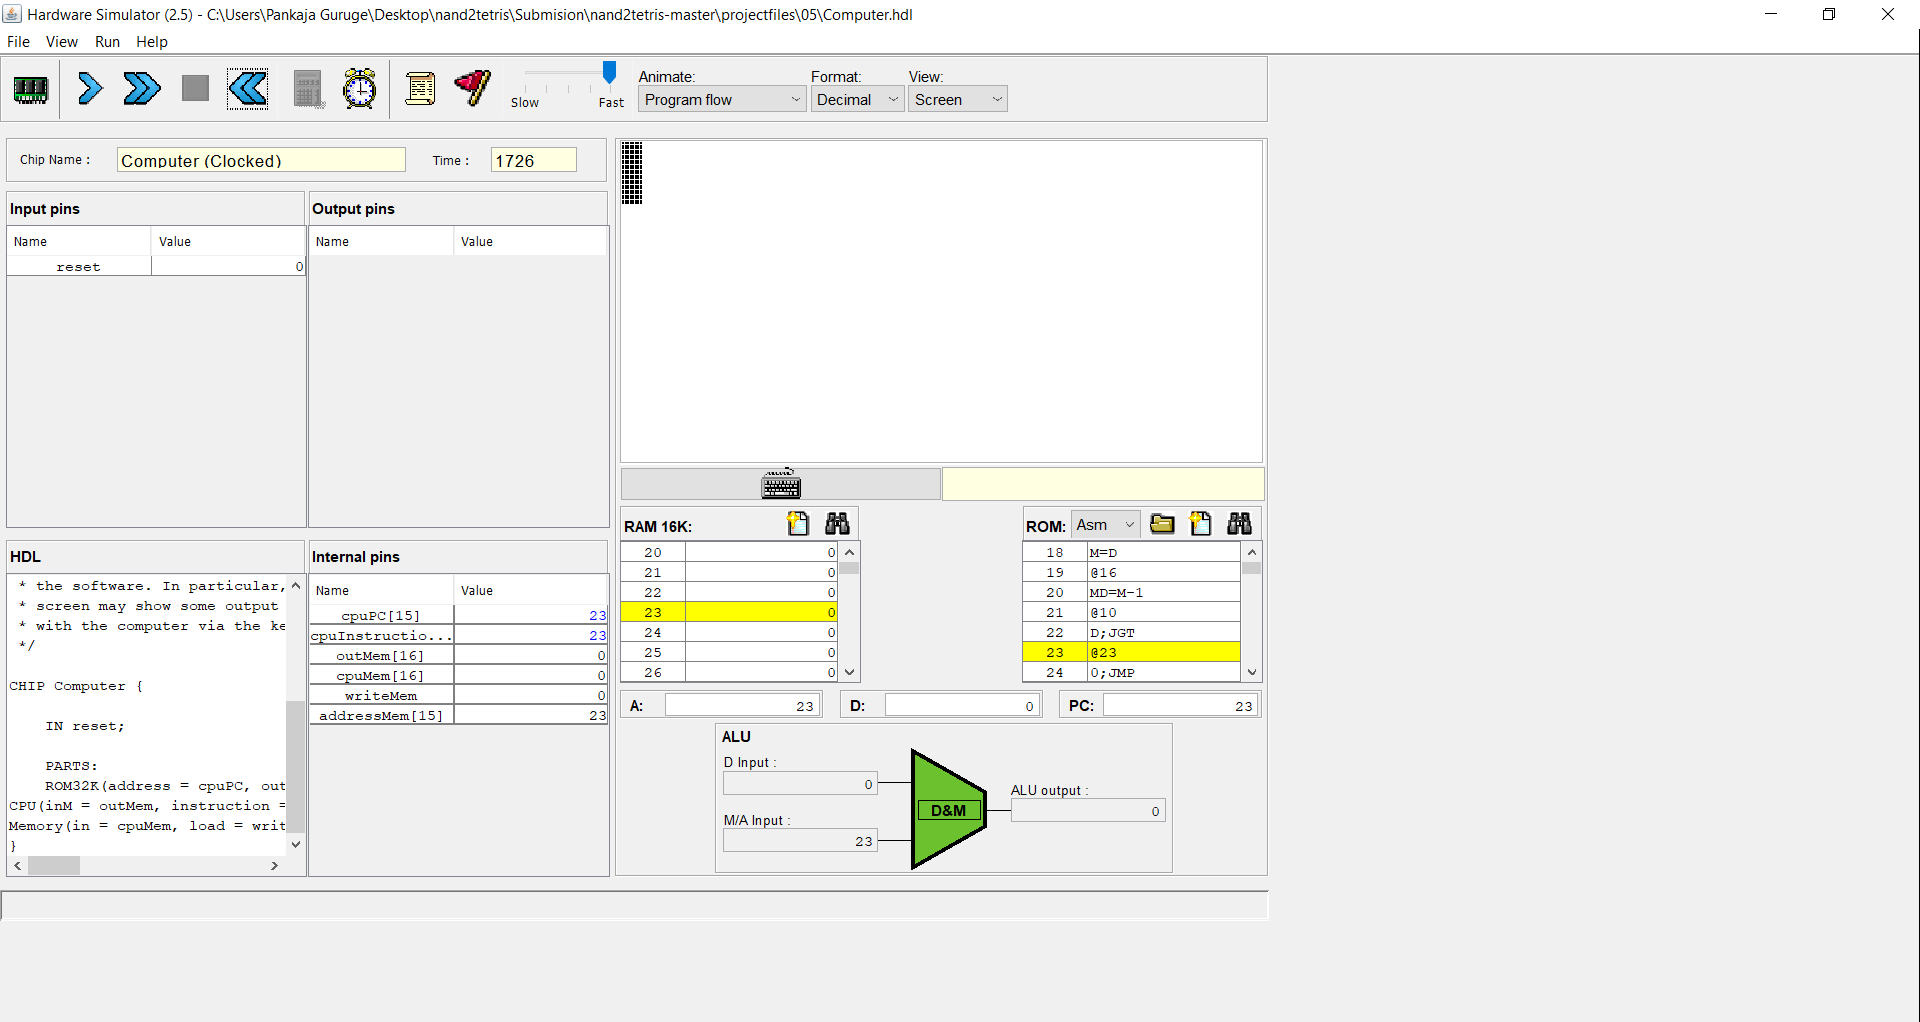 Hardware Simulator (2.5) - C:\Users\Pankaja Guruge\Desktop\nand2tetris\Submision\nand2tetris-master\projectfiles\05\Computer.hdl
File View Run Help
Slow Fast
Animate: Format: View:
Program flow Decimal Screen
Chip Name : Computer (Clocked) Time : 1726
Input pins
Name Value
reset 0
Output pins
Name Value
HDL
* the software. In particular,
* screen may show some output
* with the computer via the ke
*/
CHIP Computer {
IN reset;
PARTS:
ROM32K(address = cpuPC, out
CPU(inM = outMem, instruction =
Memory(in = cpuMem, load = writ
}
Internal pins
Name Value
cpuPC[15] 23
cpuInstructio... 23
outMem[16] 0
cpuMem[16] 0
writeMem 0
addressMem[15] 23
RAM 16K:
20 0
21 0
22 0
23 0
24 0
25 0
26 0
ROM: Asm
18 M=D
19 @16
20 MD=M-1
21 @10
22 D;JGT
23 @23
24 0;JMP
A: 23 D: 0 PC: 23
ALU
D Input :
0
M/A Input :
23
D&M
ALU output :
0